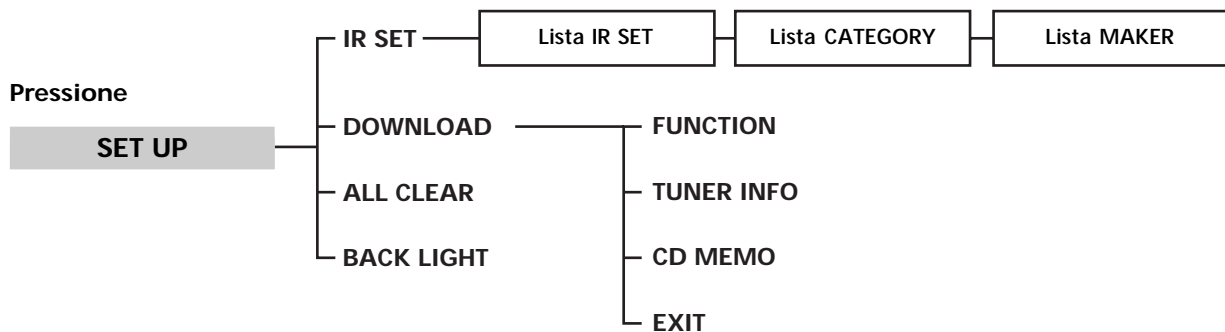 IR SET
Lista IR SET
Lista CATEGORY
Lista MAKER
Pressione
SET UP
DOWNLOAD
FUNCTION
ALL CLEAR
TUNER INFO
BACK LIGHT
CD MEMO
EXIT